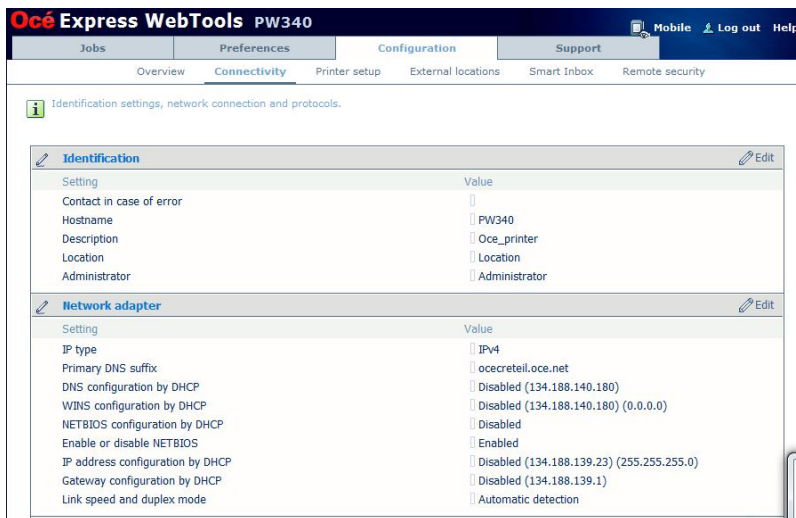 Océ Express WebTools PW340
Mobile Log out Help
Jobs Preferences Configuration Support
Overview Connectivity Printer setup External locations Smart Inbox Remote security
i Identification settings, network connection and protocols.
Identification Edit
Setting Value
Contact in case of error
Hostname PW340
Description Oce_printer
Location Location
Administrator Administrator
Network adapter Edit
Setting Value
IP type IPv4
Primary DNS suffix ocecreteil.oce.net
DNS configuration by DHCP Disabled (134.188.140.180)
WINS configuration by DHCP Disabled (134.188.140.180) (0.0.0.0)
NETBIOS configuration by DHCP Disabled
Enable or disable NETBIOS Enabled
IP address configuration by DHCP Disabled (134.188.139.23) (255.255.255.0)
Gateway configuration by DHCP Disabled (134.188.139.1)
Link speed and duplex mode Automatic detection